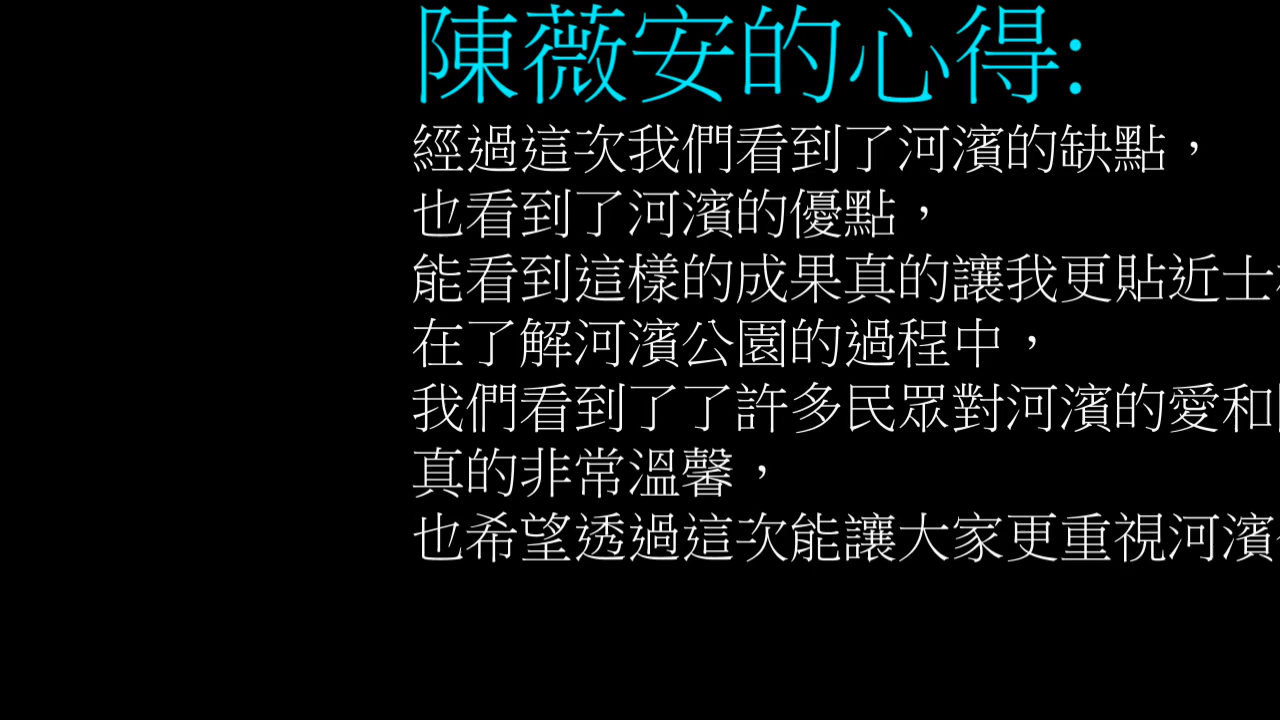 陳薇安的心得:
經過這次我們看到了河濱的缺點，
也看到了河濱的優點，
能看到這樣的成果真的讓我更貼近士
在了解河濱公園的過程中，
我們看到了了許多民眾對河濱的愛和
真的非常溫馨，
也希望透過這次能讓大家更重視河濱